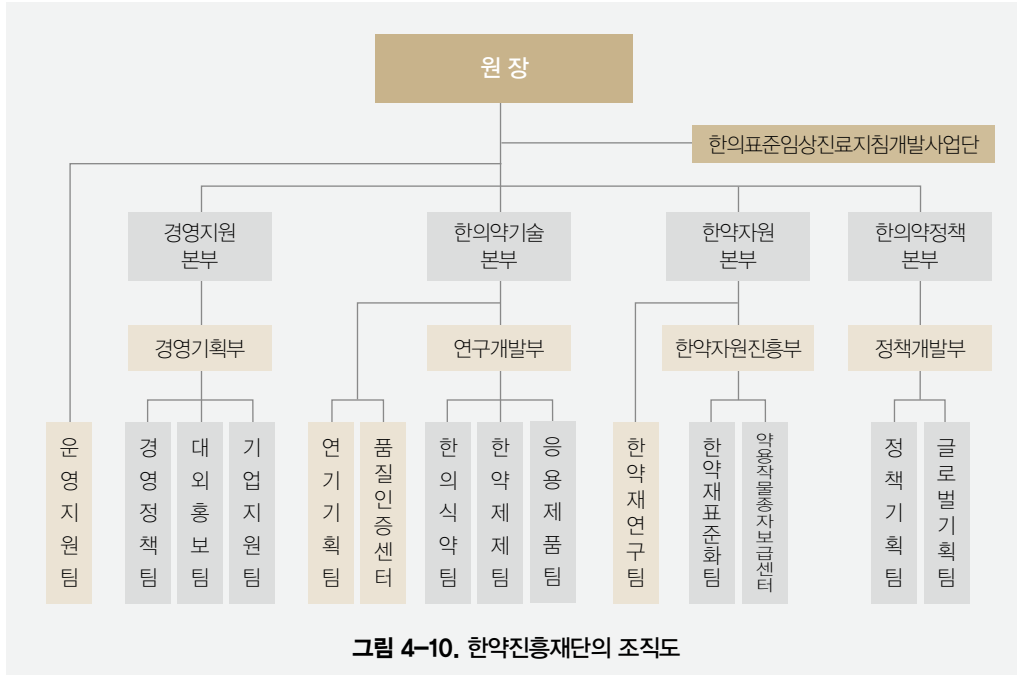 원 장
한의표준임상진료지침개발사업단
경영지원
본부
한의약기술
본부
한약자원
본부
한의약정책
본부
경영기획부
연구개발부
한약자원진흥부
정책개발부
운영지원팀
경영정책팀
대외홍보팀
기업지원팀
연기기획팀
품질인증센터
한의식약팀
한약제제팀
응용제품팀
한약재연구팀
한약재표준화팀
약용작물종자보급센터
정책기획팀
글로벌기획팀
그림 4-10. 한약진흥재단의 조직도